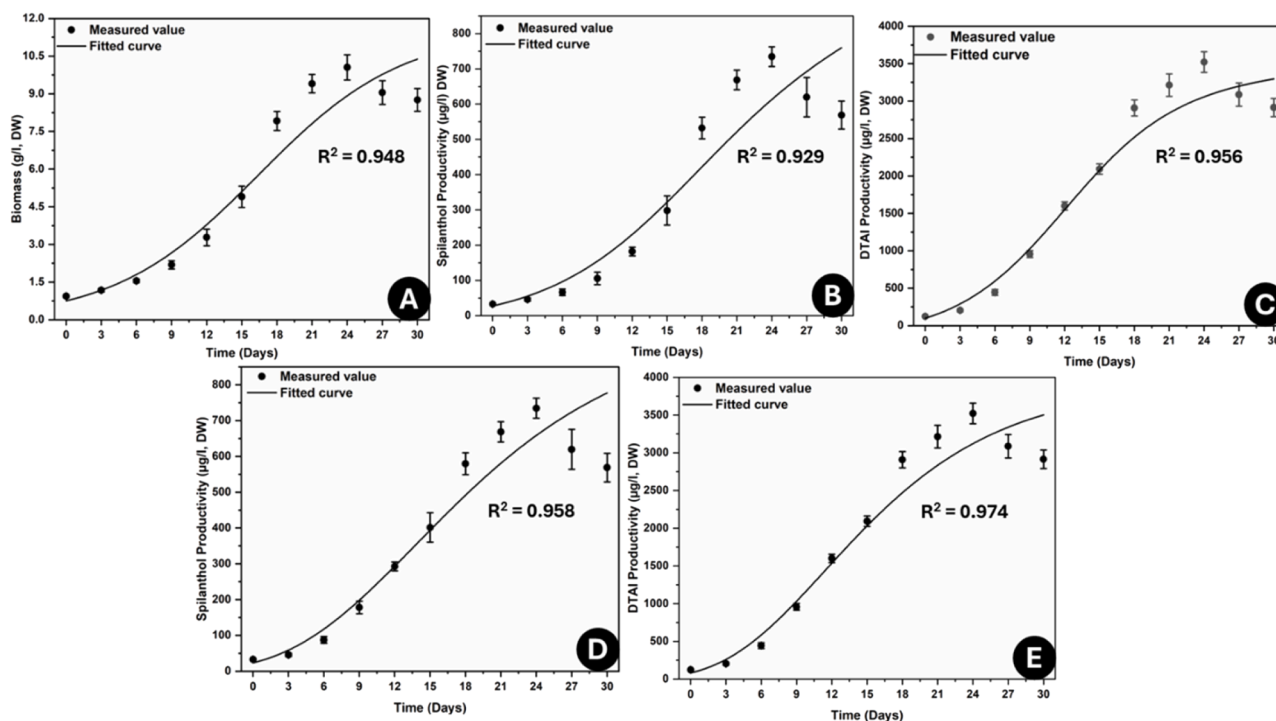 Measured value
Fitted curve
R² = 0.948
Biomass (g/l, DW)
12.0
10.5
9.0
7.5
6.0
4.5
3.0
1.5
0.0
0 3 6 9 12 15 18 21 24 27 30
Time (Days)
A
Measured value
Fitted curve
R² = 0.929
Spilanthol Productivity (µg/l) DW)
800
700
600
500
400
300
200
100
0
0 3 6 9 12 15 18 21 24 27 30
Time (Days)
B
Measured value
Fitted curve
R² = 0.956
DTAI Productivity (µg/l, DW)
4000
3500
3000
2500
2000
1500
1000
500
0
0 3 6 9 12 15 18 21 24 27 30
Time (Days)
C
Measured value
Fitted curve
R² = 0.958
Spilanthol Productivity (µg/l, DW)
800
700
600
500
400
300
200
100
0
0 3 6 9 12 15 18 21 24 27 30
Time (Days)
D
Measured value
Fitted curve
R² = 0.974
DTAI Productivity (µg/l, DW)
4000
3500
3000
2500
2000
1500
1000
500
0
0 3 6 9 12 15 18 21 24 27 30
Time (Days)
E